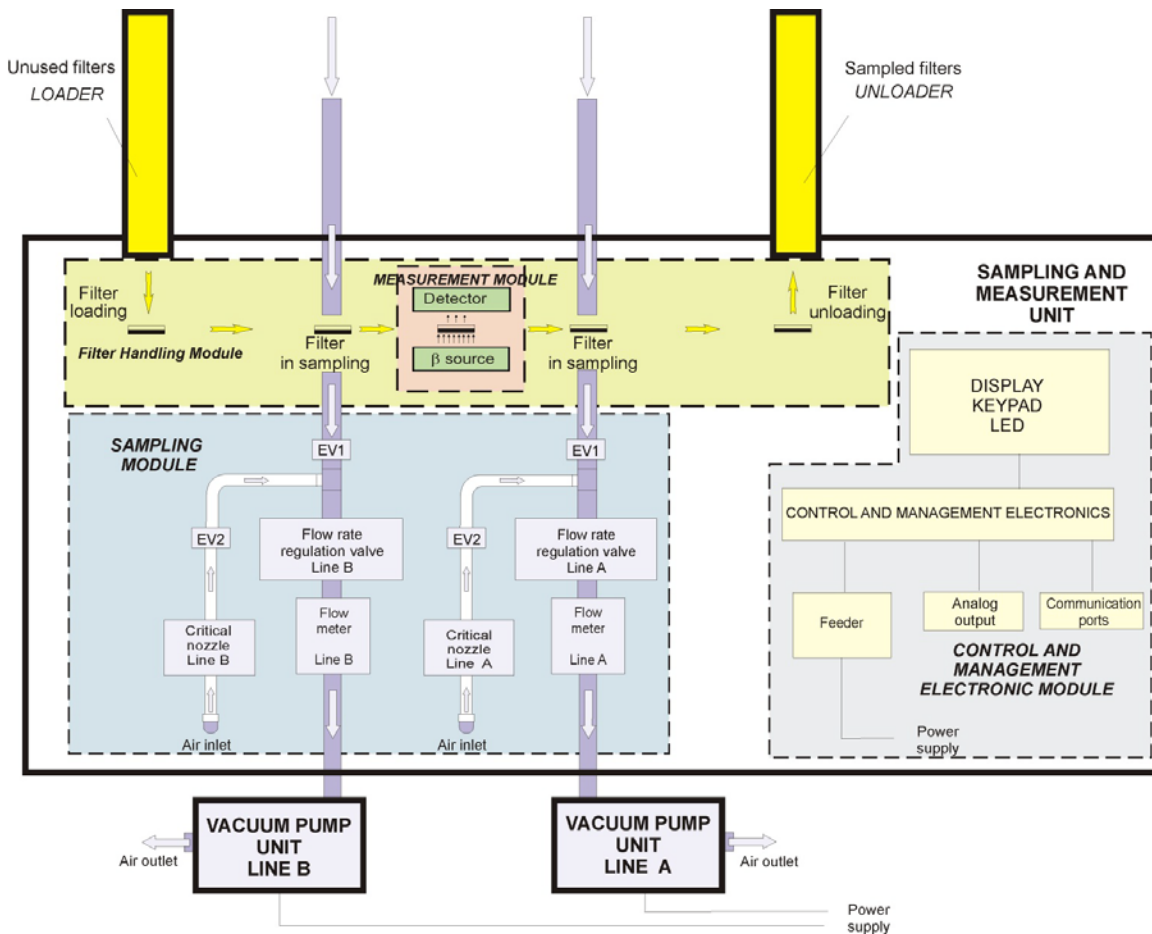 Unused filters
LOADER
Sampled filters
UNLOADER
Filter
loading
Filter Handling Module
Filter
in sampling
MEASUREMENT MODULE
Detector
β source
Filter
in sampling
Filter
unloading
SAMPLING AND
MEASUREMENT
UNIT
SAMPLING
MODULE
EV1
EV2
Flow rate
regulation valve
Line B
Critical
nozzle
Line B
Flow
meter
Line B
Air inlet
EV1
EV2
Flow rate
regulation valve
Line A
Critical
nozzle
Line A
Flow
meter
Line A
Air inlet
DISPLAY
KEYPAD
LED
CONTROL AND MANAGEMENT ELECTRONICS
Feeder
Analog
output
Communication
ports
CONTROL AND
MANAGEMENT
ELECTRONIC MODULE
Power
supply
VACUUM PUMP
UNIT
LINE B
Air outlet
VACUUM PUMP
UNIT
LINE A
Air outlet
Power
supply